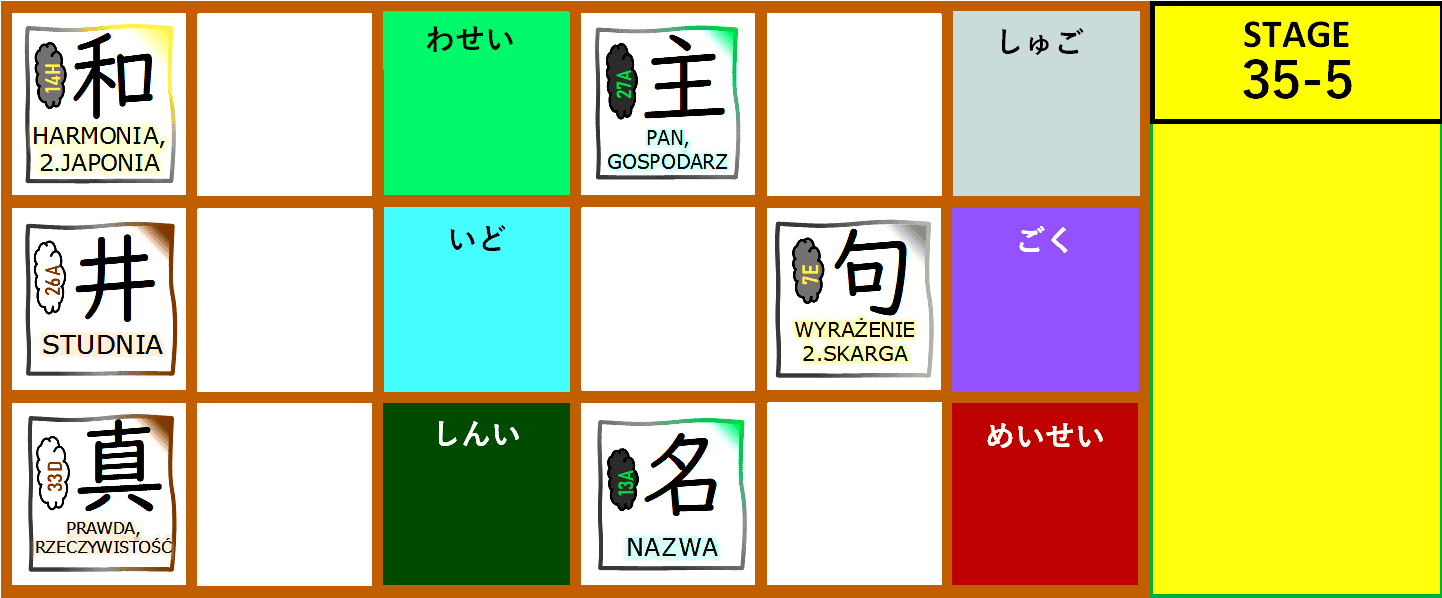 14H
和
HARMONIA,
2.JAPONIA
わせい
27A
主
PAN,
GOSPODARZ
しゅご
STAGE
35-5
26A
井
STUDNIA
いど
7E
句
WYRAŻENIE
2.SKARGA
ごく
33D
真
PRAWDA,
RZECZYWISTOŚĆ
しんい
13A
名
NAZWA
めいせい